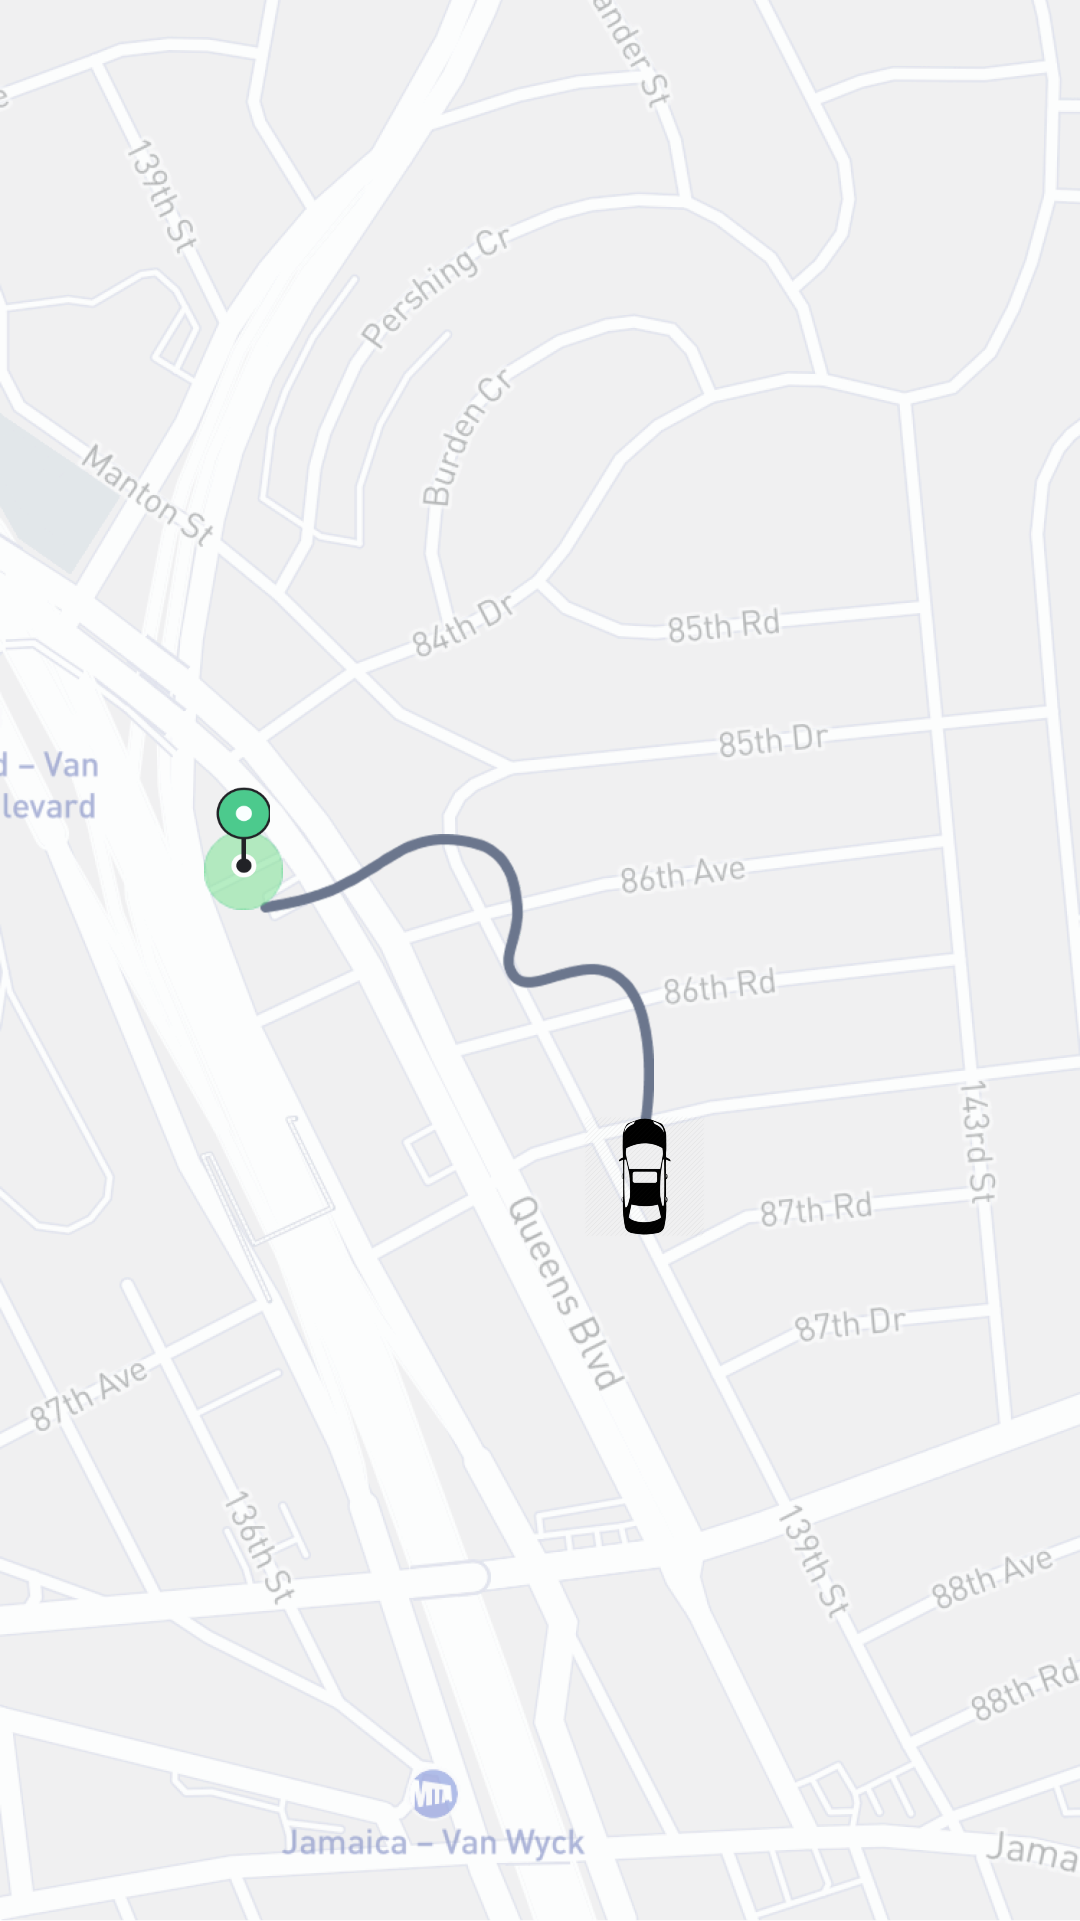 ander St
139th St
Pershing Cr
Burden Cr
Manton St
84th Dr
85th Rd
85th Dr
d – Van
levard
86th Ave
86th Rd
143rd St
87th Rd
Queens Blvd
87th Dr
87th Ave
136th St
139th St
88th Ave
88th Rd
MTA
Jamaica – Van Wyck
Jama